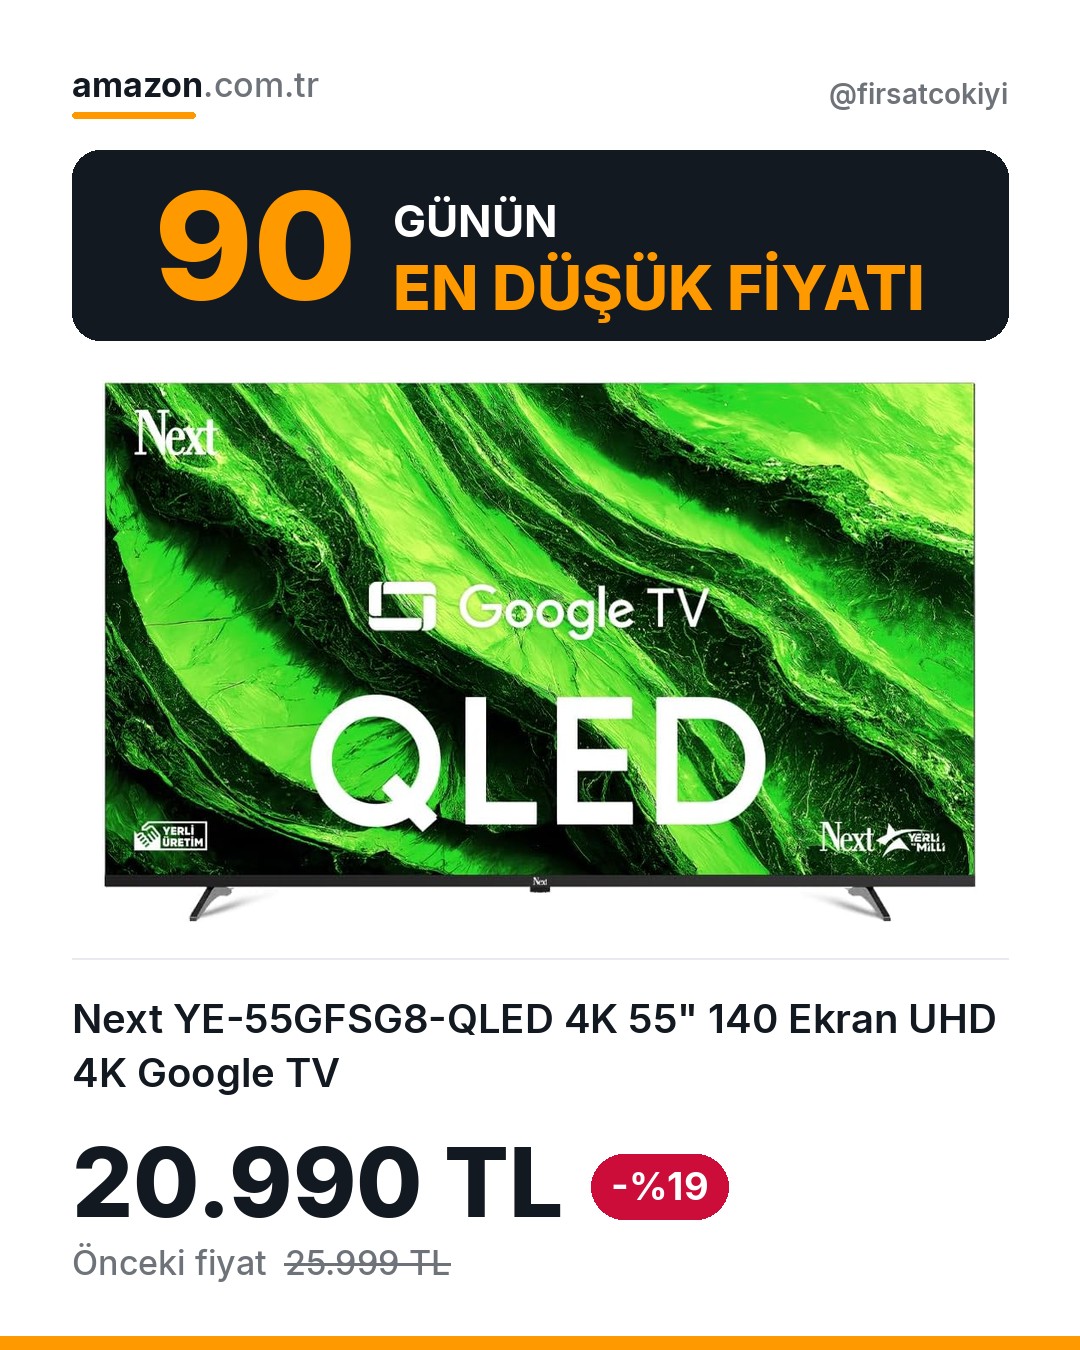 amazon.com.tr
@firsatcokiyi
90
GÜNÜN
EN DÜŞÜK FİYATI
Next
Google TV
QLED
YERLİ
ÜRETİM
Next YERLİ
MİLLİ
Next
Next YE-55GFSG8-QLED 4K 55" 140 Ekran UHD
4K Google TV
20.990 TL -%19
Önceki fiyat 25.999 TL